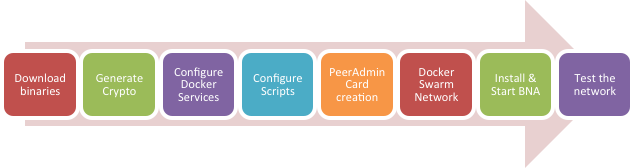 Download
binaries
Generate
Crypto
Configure
Docker
Services
Configure
Scripts
PeerAdmin
Card
creation
Docker
Swarm
Network
Install &
Start BNA
Test the
network